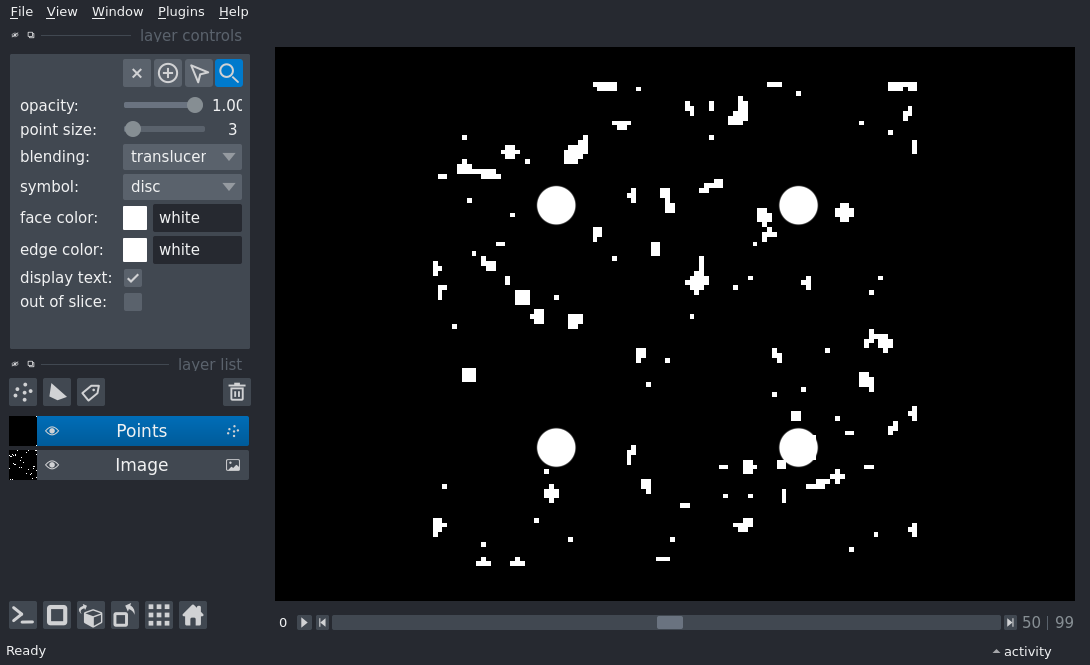 File View Window Plugins Help
layer controls
opacity: 1.00
point size: 3
blending: translucer
symbol: disc
face color: white
edge color: white
display text:
out of slice:
layer list
Points
Image
0 50 | 99
Ready activity